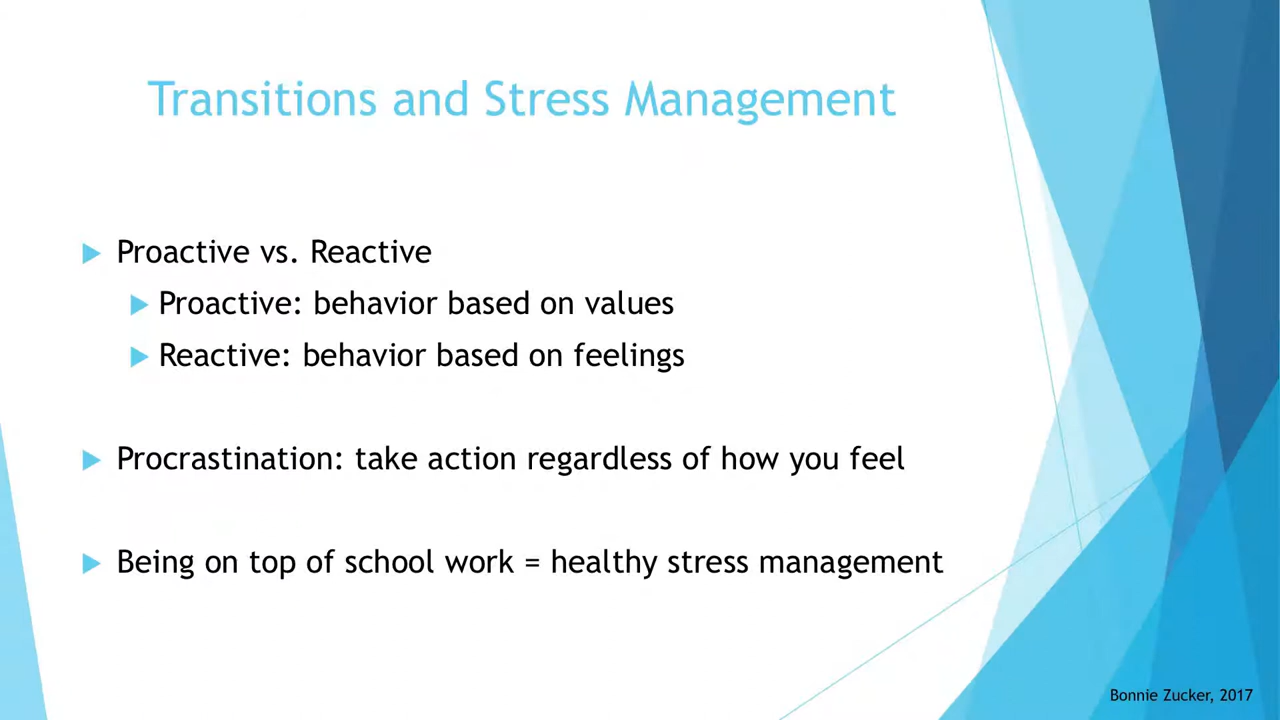 Transitions and Stress Management
Proactive vs. Reactive
Proactive: behavior based on values
Reactive: behavior based on feelings
Procrastination: take action regardless of how you feel
Being on top of school work = healthy stress management
Bonnie Zucker, 2017